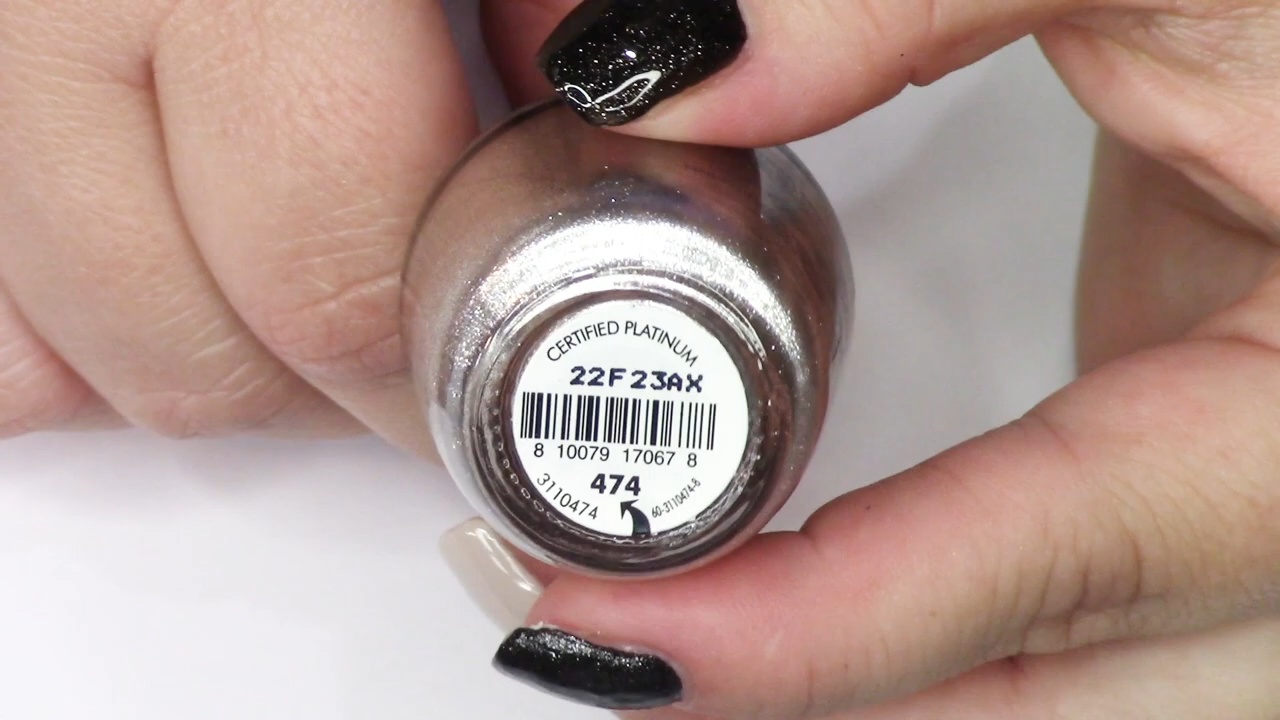 CERTIFIED PLATINUM
22F23AX
8 10079 17067 8
474
3110474
60-3110474-8